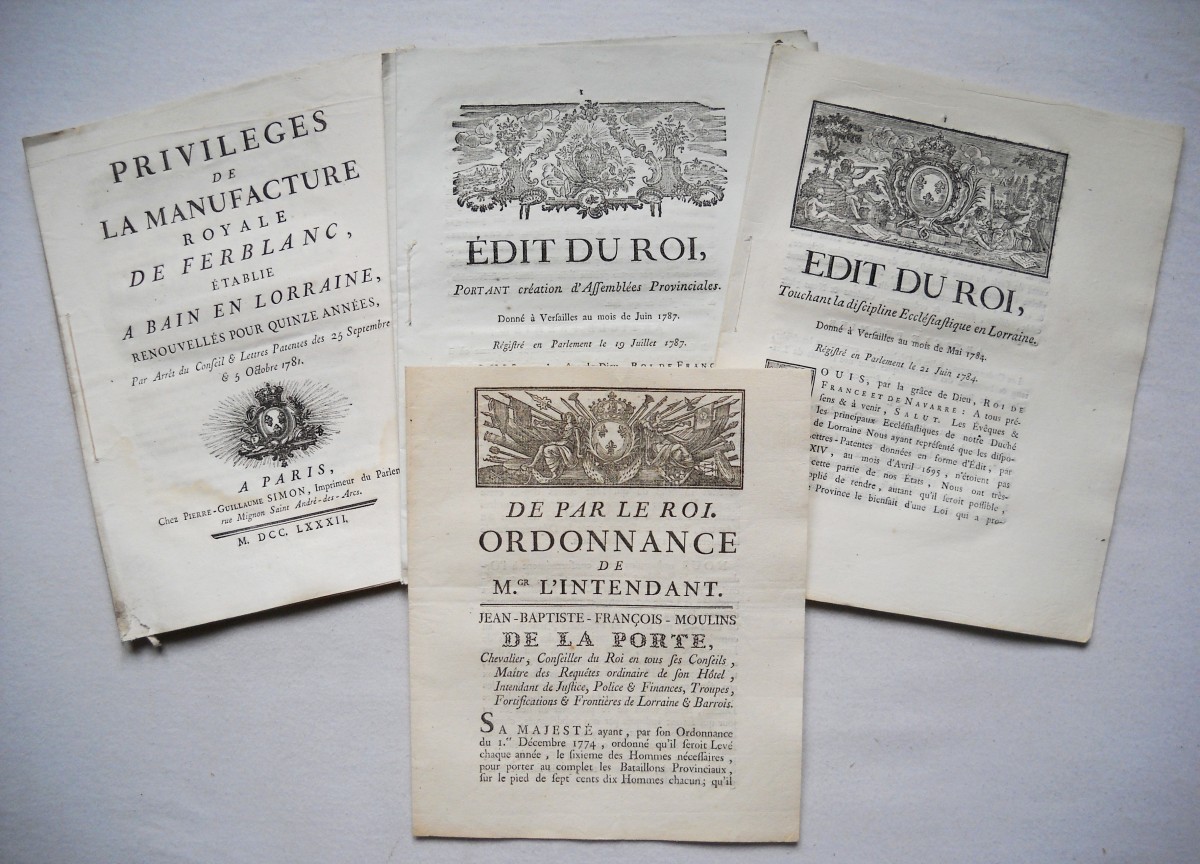 PRIVILEGES
DE
LA MANUFACTURE
ROYALE
DE FERBLANC,
ÉTABLIE
A BAIN EN LORRAINE,
RENOUVELLÉS POUR QUINZE ANNÉES,
Par Arrêt du Conseil & Lettres Patentes des 25 Septembre
& 5 Octobre 1781.
A PARIS,
Chez PIERRE-GUILLAUME SIMON, Imprimeur du Parlem
rue Mignon Saint André-des-Arcs.
M. DCC. LXXXII.
1
ÉDIT DU ROI,
PORTANT création d'Aſſemblées Provinciales.
Donné à Verſailles au mois de Juin 1787.
Régiſtré en Parlement le 19 Juillet 1787.
ROI DE FRANC
EDIT DU ROI,
Touchant la diſcipline Eccléſiaſtique en Lorraine.
Donné à Verſailles au mois de Mai 1784.
Régiſtré en Parlement le 21 Juin 1784.
OUIS, par la grâce de Dieu, ROI DE
FRANCE ET DE NAVARRE: A tous pré-
ſens & à venir, SALUT. Les Évêques &
les principaux Eccléſiaſtiques de notre Duché
de Lorraine Nous ayant repréſenté que les diſpo-
ettres-Patentes données en forme d'Édit, par
XIV, au mois d'Avril 1695, n'étoient pas
cette partie de nos États, Nous ont très-
plié de rendre, autant qu'il ſeroit poſſible,
Province le bienfait d'une Loi qui a pro-
DE PAR LE ROI.
ORDONNANCE
DE
M.GR L'INTENDANT.
JEAN-BAPTISTE-FRANÇOIS-MOULINS
DE LA PORTE,
Chevalier, Conſeiller du Roi en tous ſes Conſeils,
Maître des Requêtes ordinaire de ſon Hôtel,
Intendant de Juſtice, Police & Finances, Troupes,
Fortifications & Frontières de Lorraine & Barrois.
SA MAJESTÉ ayant, par ſon Ordonnance
du 1.er Décembre 1774, ordonné qu'il ſeroit Levé
chaque année, le ſixieme des Hommes néceſſaires,
pour porter au complet les Bataillons Provinciaux,
ſur le pied de ſept cents dix Hommes chacun; qu'il